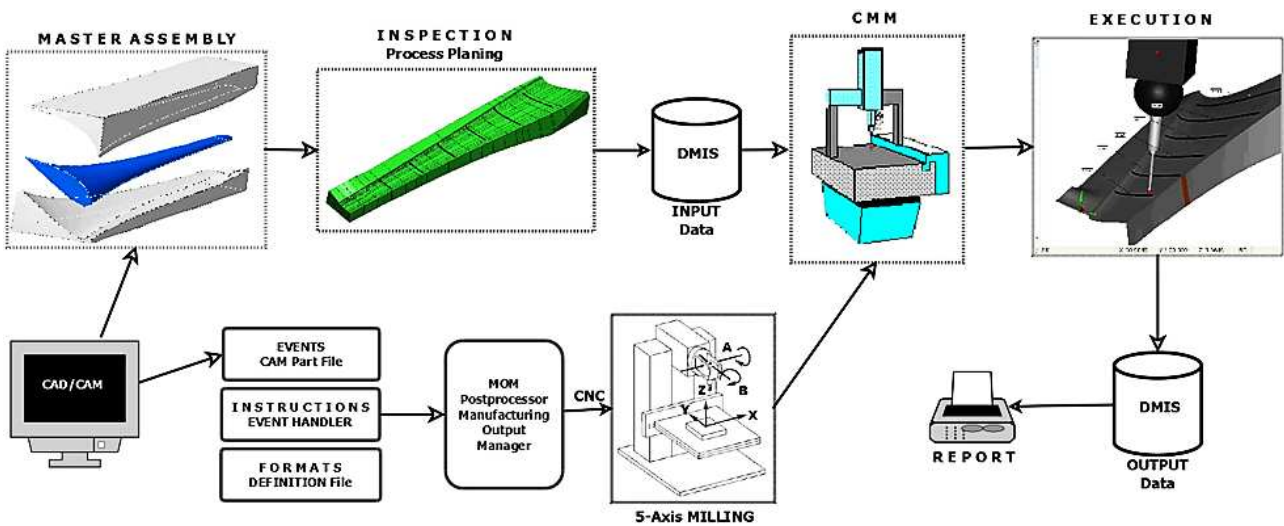 MASTER ASSEMBLY
INSPECTION
Process Planing
CMM
EXECUTION
DMIS
INPUT
Data
CAD/CAM
EVENTS
CAM Part File
INSTRUCTIONS
EVENT HANDLER
FORMATS
DEFINITION File
MOM
Postprocessor
Manufacturing
Output
Manager
CNC
A
B
Z
Y
X
5-Axis MILLING
REPORT
DMIS
OUTPUT
Data